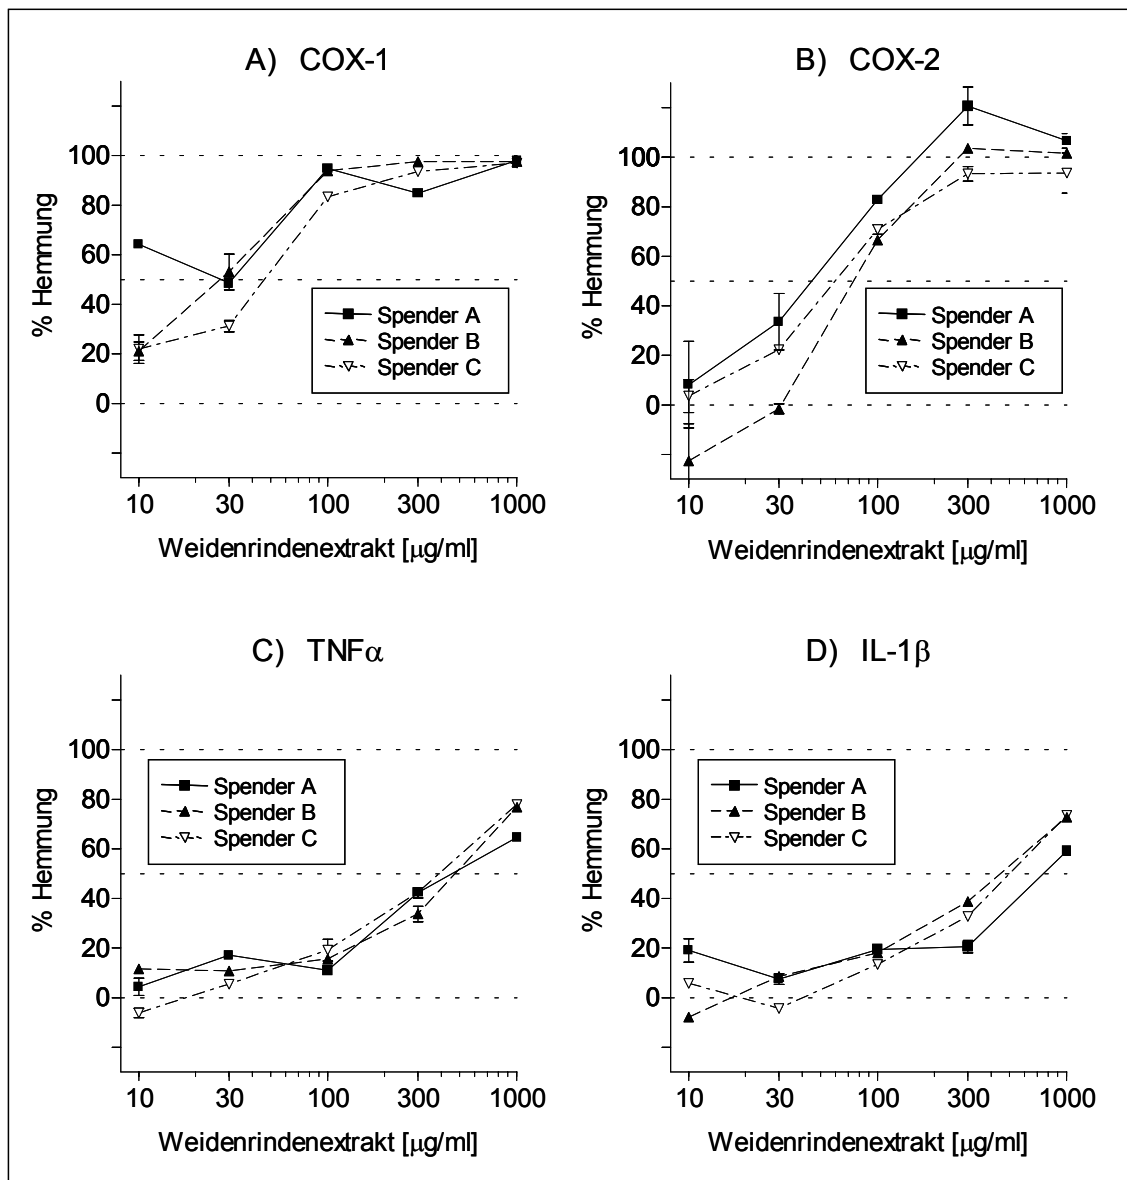 A) COX-1
% Hemmung
100
80
60
40
20
0
Spender A
Spender B
Spender C
10 30 100 300 1000
Weidenrindenextrakt [µg/ml]
B) COX-2
% Hemmung
100
80
60
40
20
0
Spender A
Spender B
Spender C
10 30 100 300 1000
Weidenrindenextrakt [µg/ml]
C) TNFα
% Hemmung
100
80
60
40
20
0
Spender A
Spender B
Spender C
10 30 100 300 1000
Weidenrindenextrakt [µg/ml]
D) IL-1β
% Hemmung
100
80
60
40
20
0
Spender A
Spender B
Spender C
10 30 100 300 1000
Weidenrindenextrakt [µg/ml]